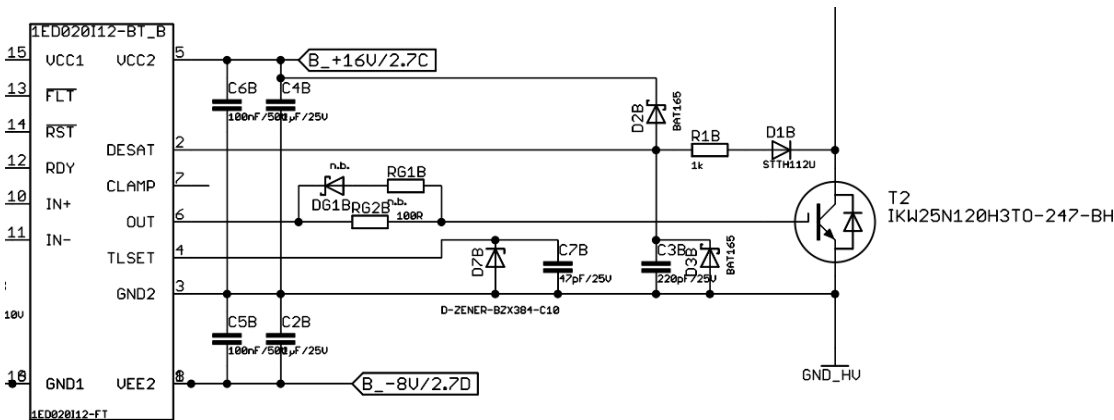 1ED020I12-BT_B
15 VCC1 VCC2 5
B_+16V/2.7C
13 FLT
C6B C4B
100nF/50V 1µF/25V
D2B BAT165
14 RST
R1B D1B
DESAT 2
1k STTH112U
12 RDY
n.b.
CLAMP 7
RG1B
T2
10 IN+
DG1B RG2B n.b.
IKW25N120H3TO-247-BH
OUT 6
100R
11 IN-
TLSET 4
D7B C7B C3B D3B BAT165
47pF/25V 220pF/25V
GND2 3
10V
D-ZENER-BZX384-C10
C5B C2B
100nF/50V 1µF/25V
GND_HV
GND1 VEE2
B_-8V/2.7D
1ED020I12-FT